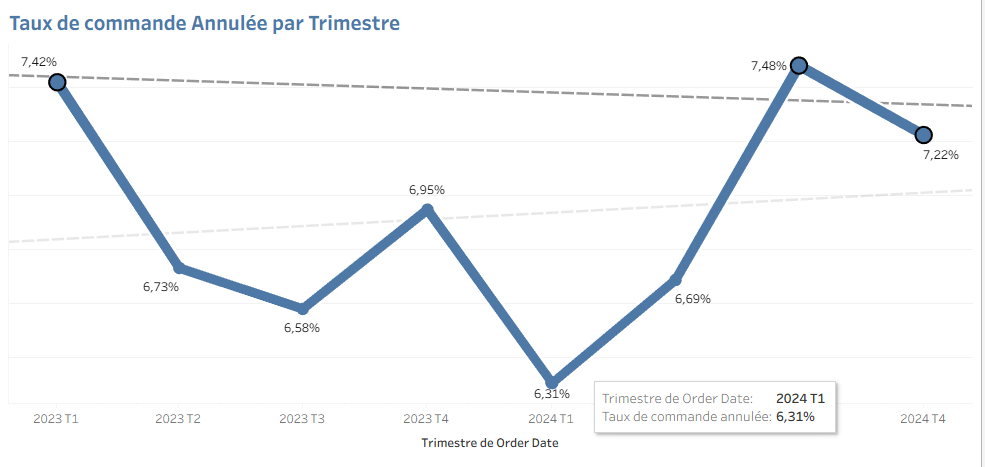 Taux de commande Annulée par Trimestre
7,42%
7,48%
7,22%
6,95%
6,73%
6,69%
6,58%
6,31%
Trimestre de Order Date: 2024 T1
Taux de commande annulée: 6,31%
2023 T1 2023 T2 2023 T3 2023 T4 2024 T1 2024 T4
Trimestre de Order Date